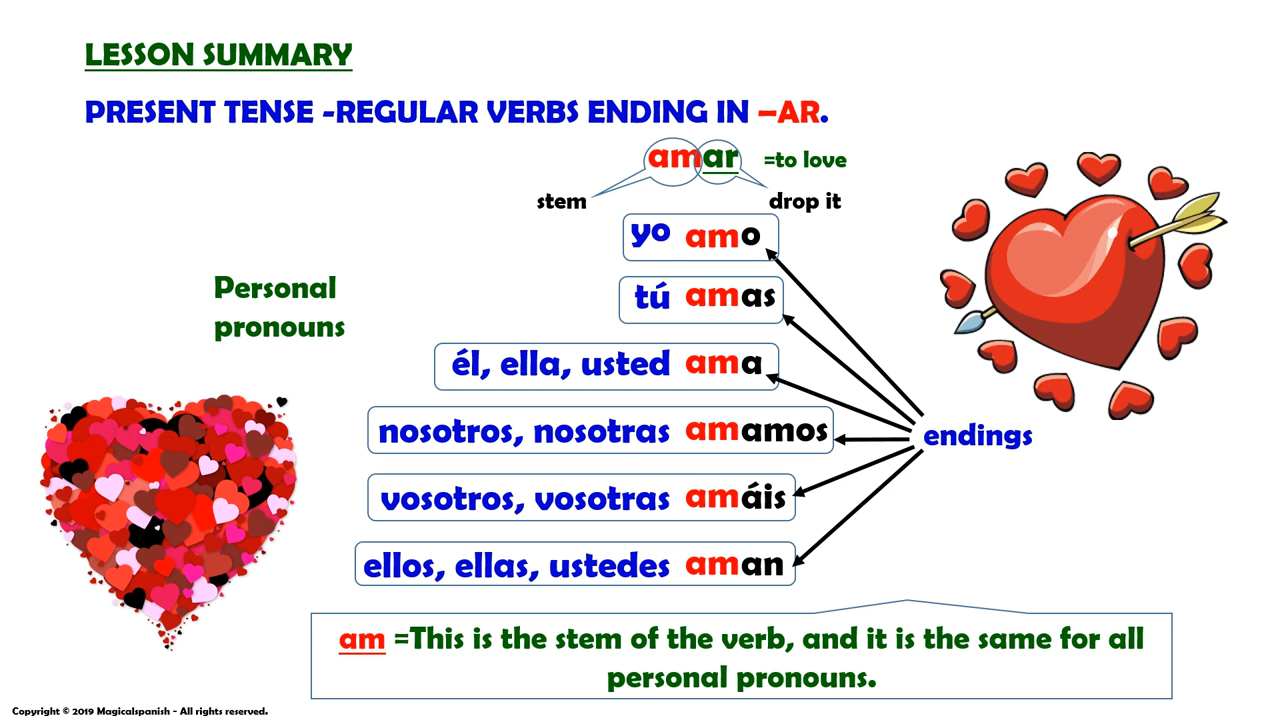 LESSON SUMMARY
PRESENT TENSE -REGULAR VERBS ENDING IN –AR.
amar =to love
stem drop it
yo amo
tú amas
Personal
pronouns
él, ella, usted ama
nosotros, nosotras amamos
endings
vosotros, vosotras amáis
ellos, ellas, ustedes aman
am =This is the stem of the verb, and it is the same for all
personal pronouns.
Copyright © 2019 Magicalspanish - All rights reserved.